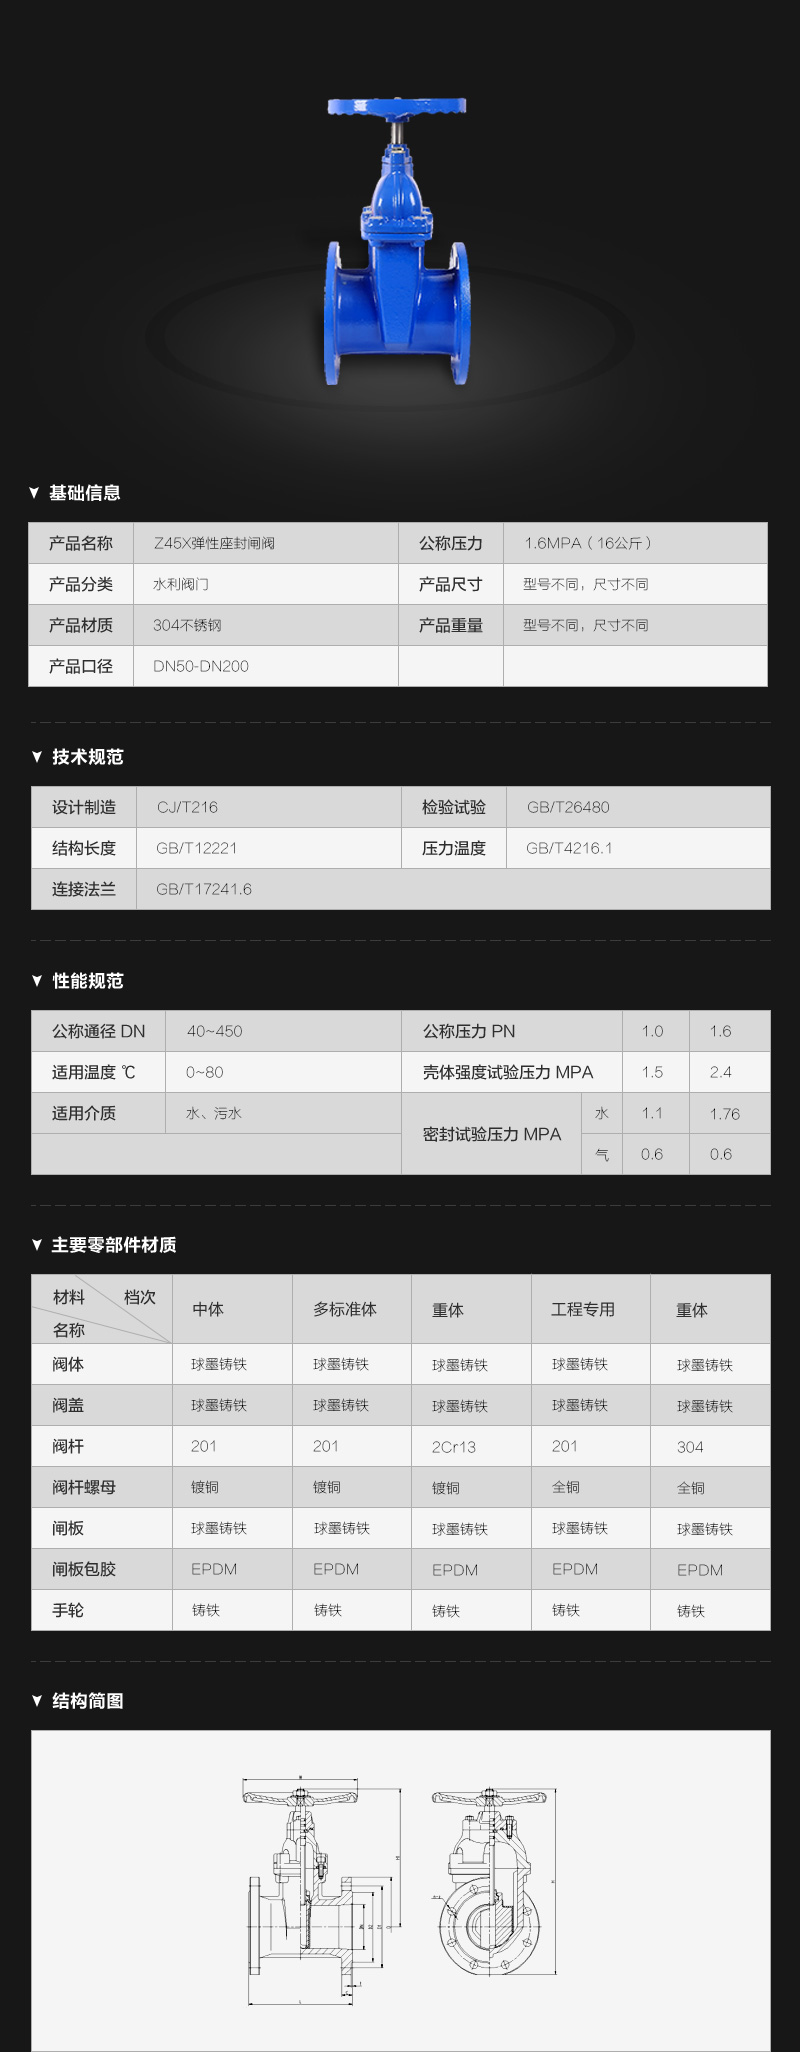 基础信息
产品名称 Z45X弹性座封闸阀 公称压力 1.6MPA（16公斤）
产品分类 水利阀门 产品尺寸 型号不同，尺寸不同
产品材质 304不锈钢 产品重量 型号不同，尺寸不同
产品口径 DN50-DN200
技术规范
设计制造 CJ/T216 检验试验 GB/T26480
结构长度 GB/T12221 压力温度 GB/T4216.1
连接法兰 GB/T17241.6
性能规范
公称通径 DN 40~450 公称压力 PN 1.0 1.6
适用温度 ℃ 0~80 壳体强度试验压力 MPA 1.5 2.4
适用介质 水、污水 密封试验压力 MPA 水 1.1 1.76
气 0.6 0.6
主要零部件材质
材料 档次 名称 中体 多标准体 重体 工程专用 重体
阀体 球墨铸铁 球墨铸铁 球墨铸铁 球墨铸铁 球墨铸铁
阀盖 球墨铸铁 球墨铸铁 球墨铸铁 球墨铸铁 球墨铸铁
阀杆 201 201 2Cr13 201 304
阀杆螺母 镀铜 镀铜 镀铜 全铜 全铜
闸板 球墨铸铁 球墨铸铁 球墨铸铁 球墨铸铁 球墨铸铁
闸板包胶 EPDM EPDM EPDM EPDM EPDM
手轮 铸铁 铸铁 铸铁 铸铁 铸铁
结构简图